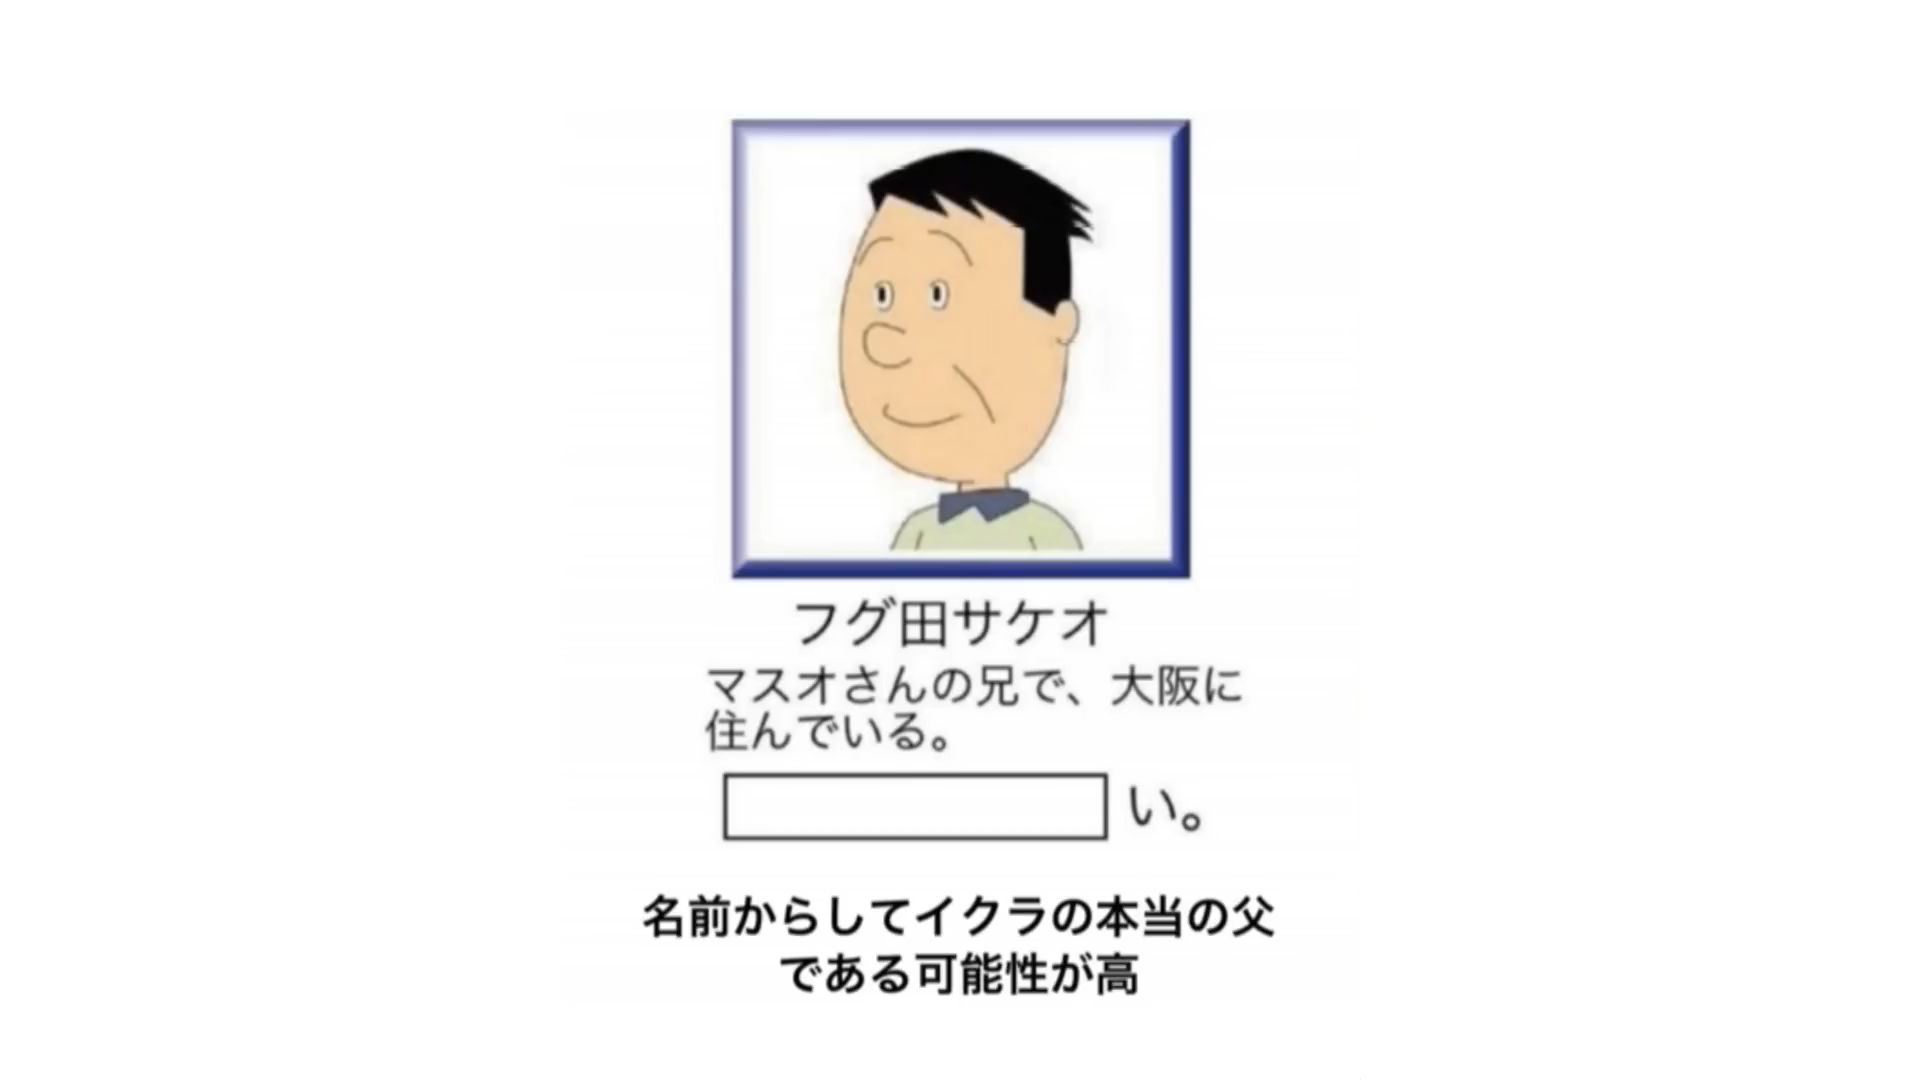 フグ田サケオ
マスオさんの兄で、大阪に
住んでいる。
い。
名前からしてイクラの本当の父
である可能性が高